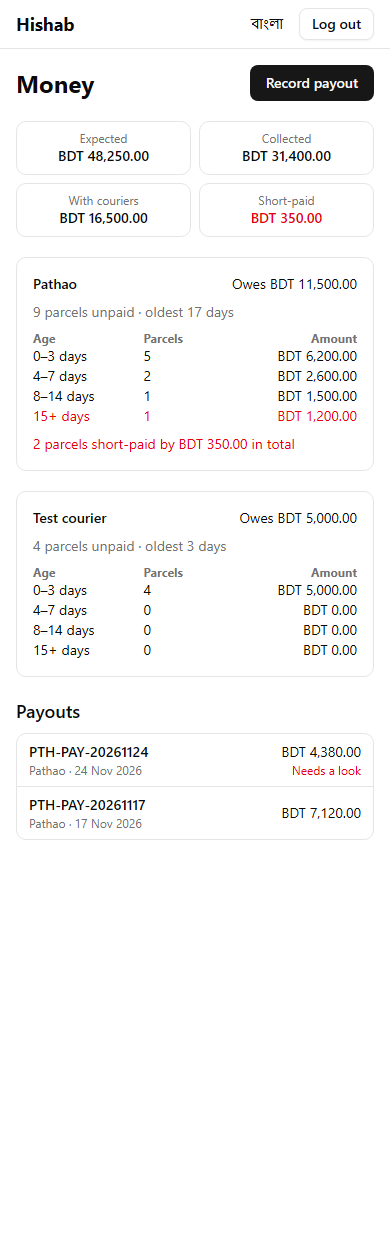 Hishab বাংলা Log out
Money Record payout
Expected Collected
BDT 48,250.00 BDT 31,400.00
With couriers Short-paid
BDT 16,500.00 BDT 350.00
Pathao Owes BDT 11,500.00
9 parcels unpaid · oldest 17 days
Age Parcels Amount
0–3 days 5 BDT 6,200.00
4–7 days 2 BDT 2,600.00
8–14 days 1 BDT 1,500.00
15+ days 1 BDT 1,200.00
2 parcels short-paid by BDT 350.00 in total
Test courier Owes BDT 5,000.00
4 parcels unpaid · oldest 3 days
Age Parcels Amount
0–3 days 4 BDT 5,000.00
4–7 days 0 BDT 0.00
8–14 days 0 BDT 0.00
15+ days 0 BDT 0.00
Payouts
PTH-PAY-20261124 BDT 4,380.00
Pathao · 24 Nov 2026 Needs a look
PTH-PAY-20261117 BDT 7,120.00
Pathao · 17 Nov 2026